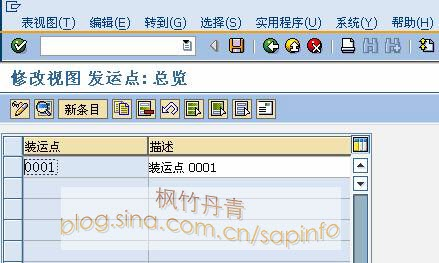 表视图(T) 编辑(E) 转到(G) 选择(S) 实用程序(U) 系统(Y) 帮助(H)
修改视图 发运点: 总览
新条目
装运点 描述
0001 装运点 0001
枫竹丹青
blog.sina.com.cn/sapinfo